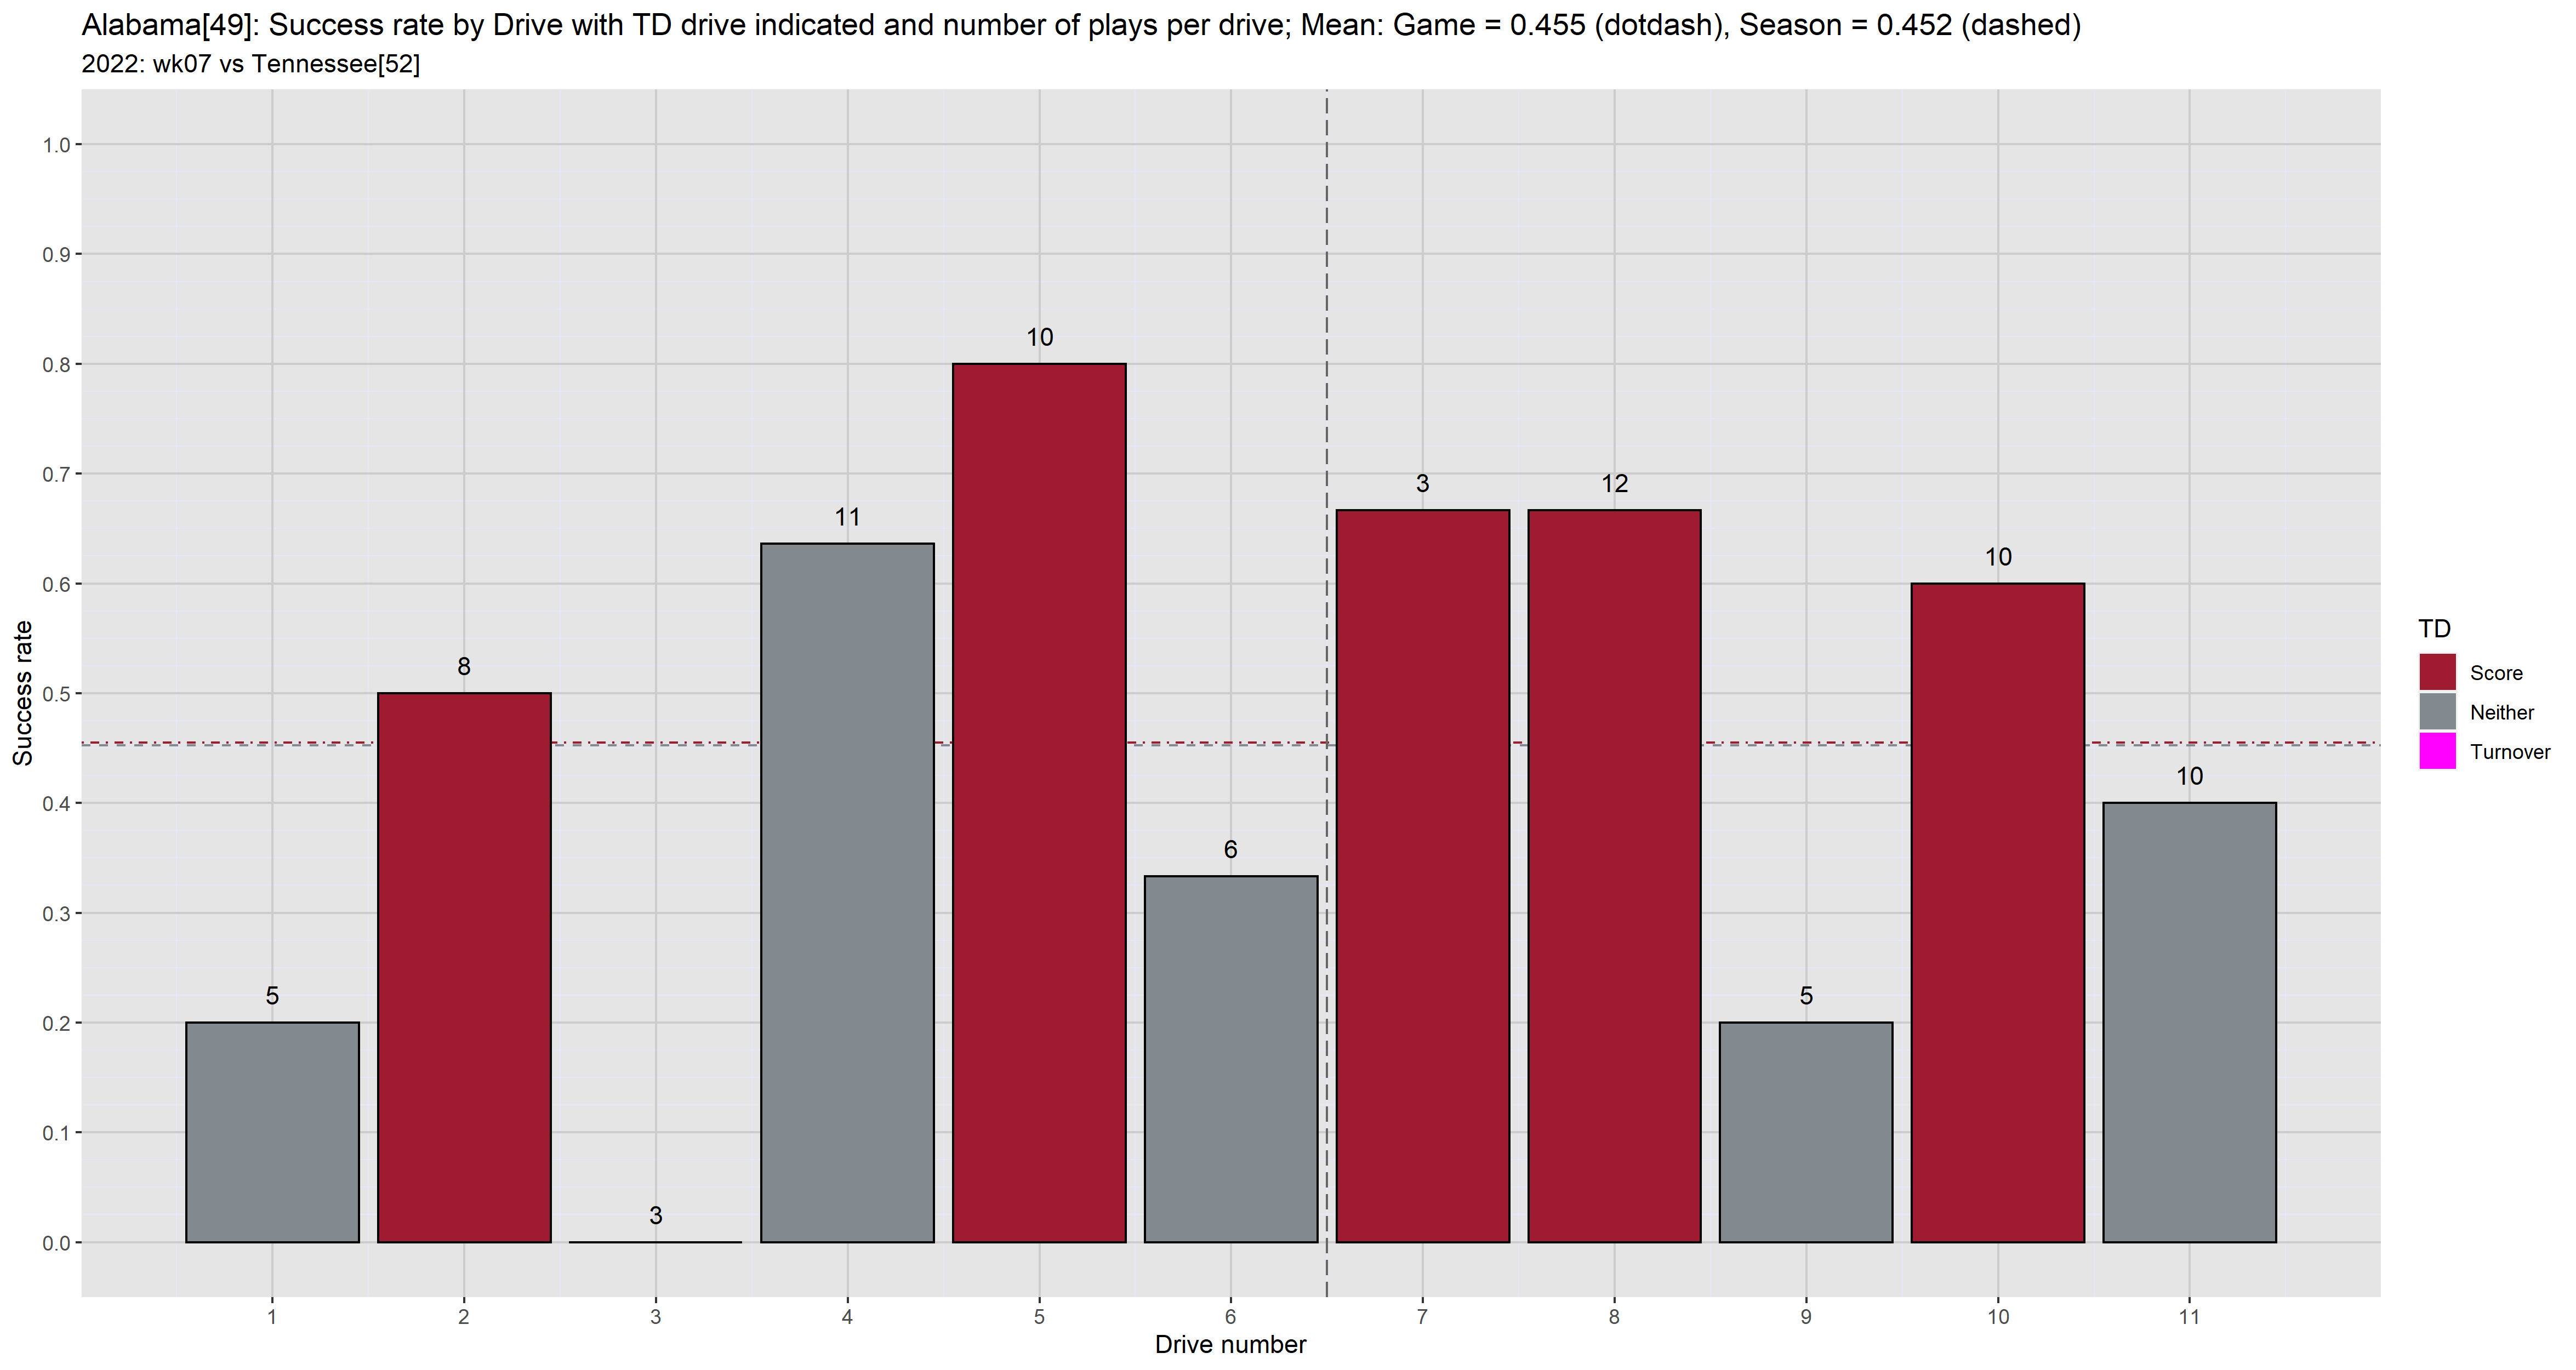 Alabama[49]: Success rate by Drive with TD drive indicated and number of plays per drive; Mean: Game = 0.455 (dotdash), Season = 0.452 (dashed)
2022: wk07 vs Tennessee[52]
1.0
0.9
0.8
0.7
0.6
0.5
0.4
0.3
0.2
0.1
0.0
Success rate
5
8
3
11
10
6
3
12
5
10
10
1 2 3 4 5 6 7 8 9 10 11
Drive number
TD
Score
Neither
Turnover